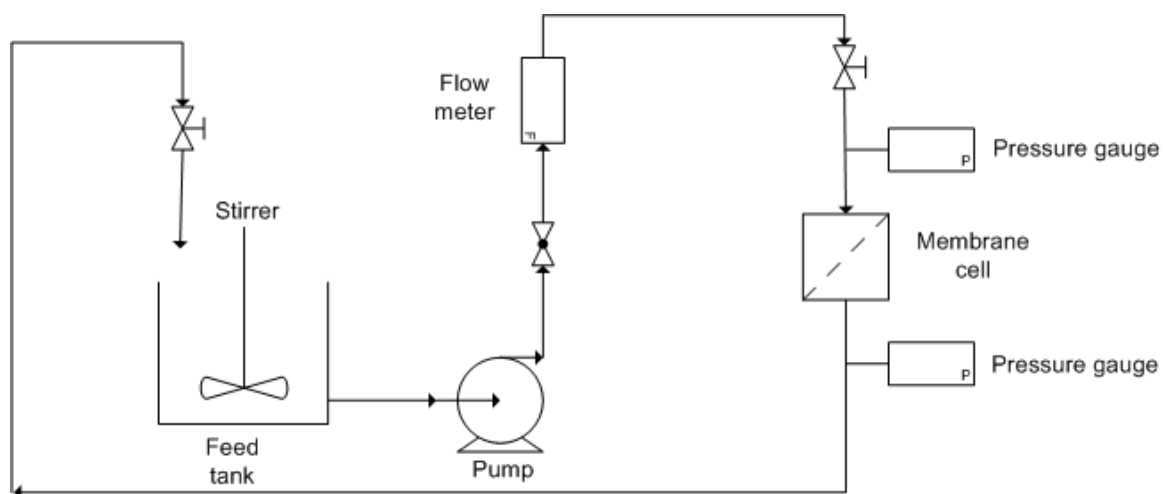 Flow
meter
F
P
Pressure gauge
Stirrer
Membrane
cell
P
Pressure gauge
Feed
tank
Pump